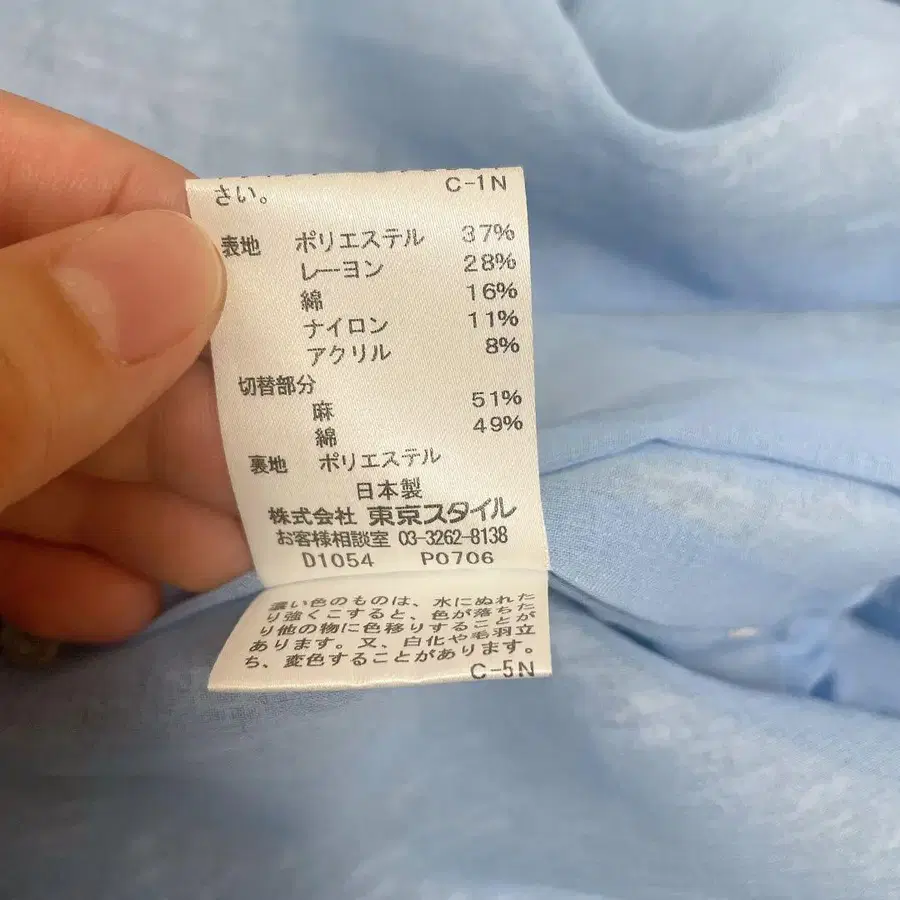 さい。 C-1N
表地 ポリエステル 37%
レーヨン 28%
綿 16%
ナイロン 11%
アクリル 8%
切替部分
麻 51%
綿 49%
裏地 ポリエステル
日本製
株式会社 東京スタイル
お客様相談室 03-3262-8138
D1054 P0706
濃い色のものは、水にぬれた
り強くこすると、色が落ちた
り他の物に色移りすることが
あります。又、白化や毛羽立
ち、変色することがあります。
C-5N